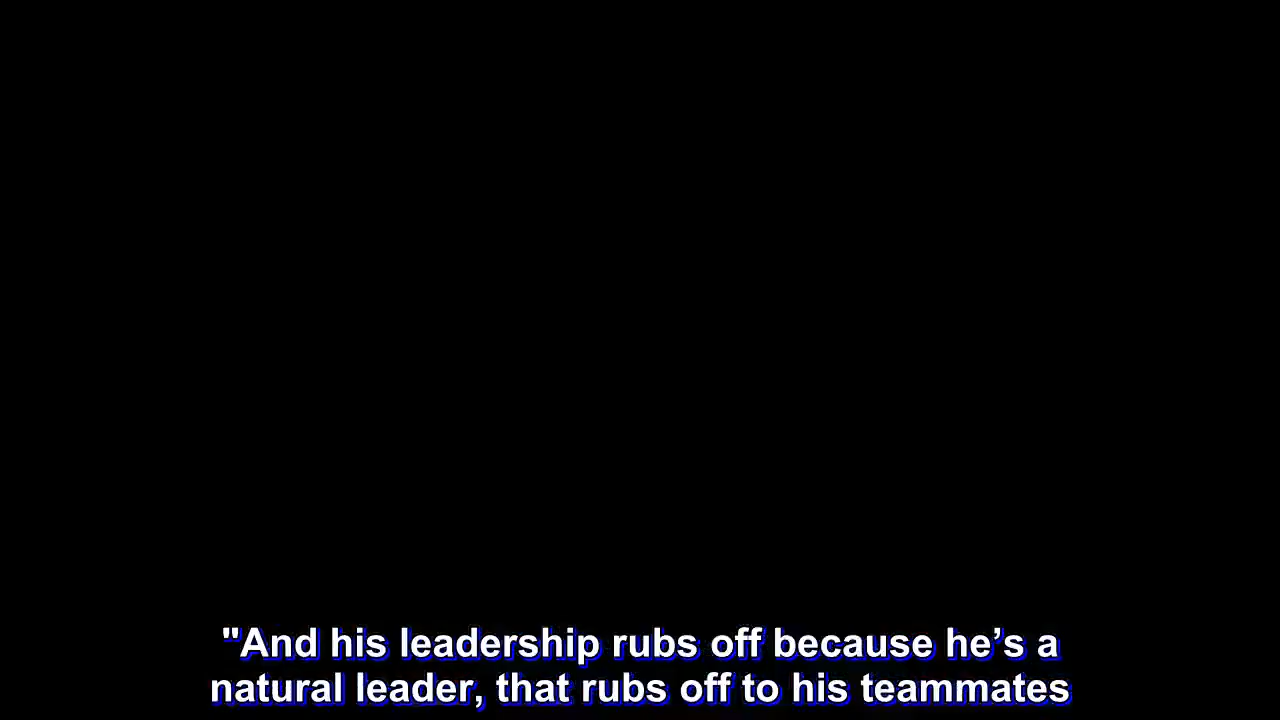 "And his leadership rubs off because he’s a
natural leader, that rubs off to his teammates